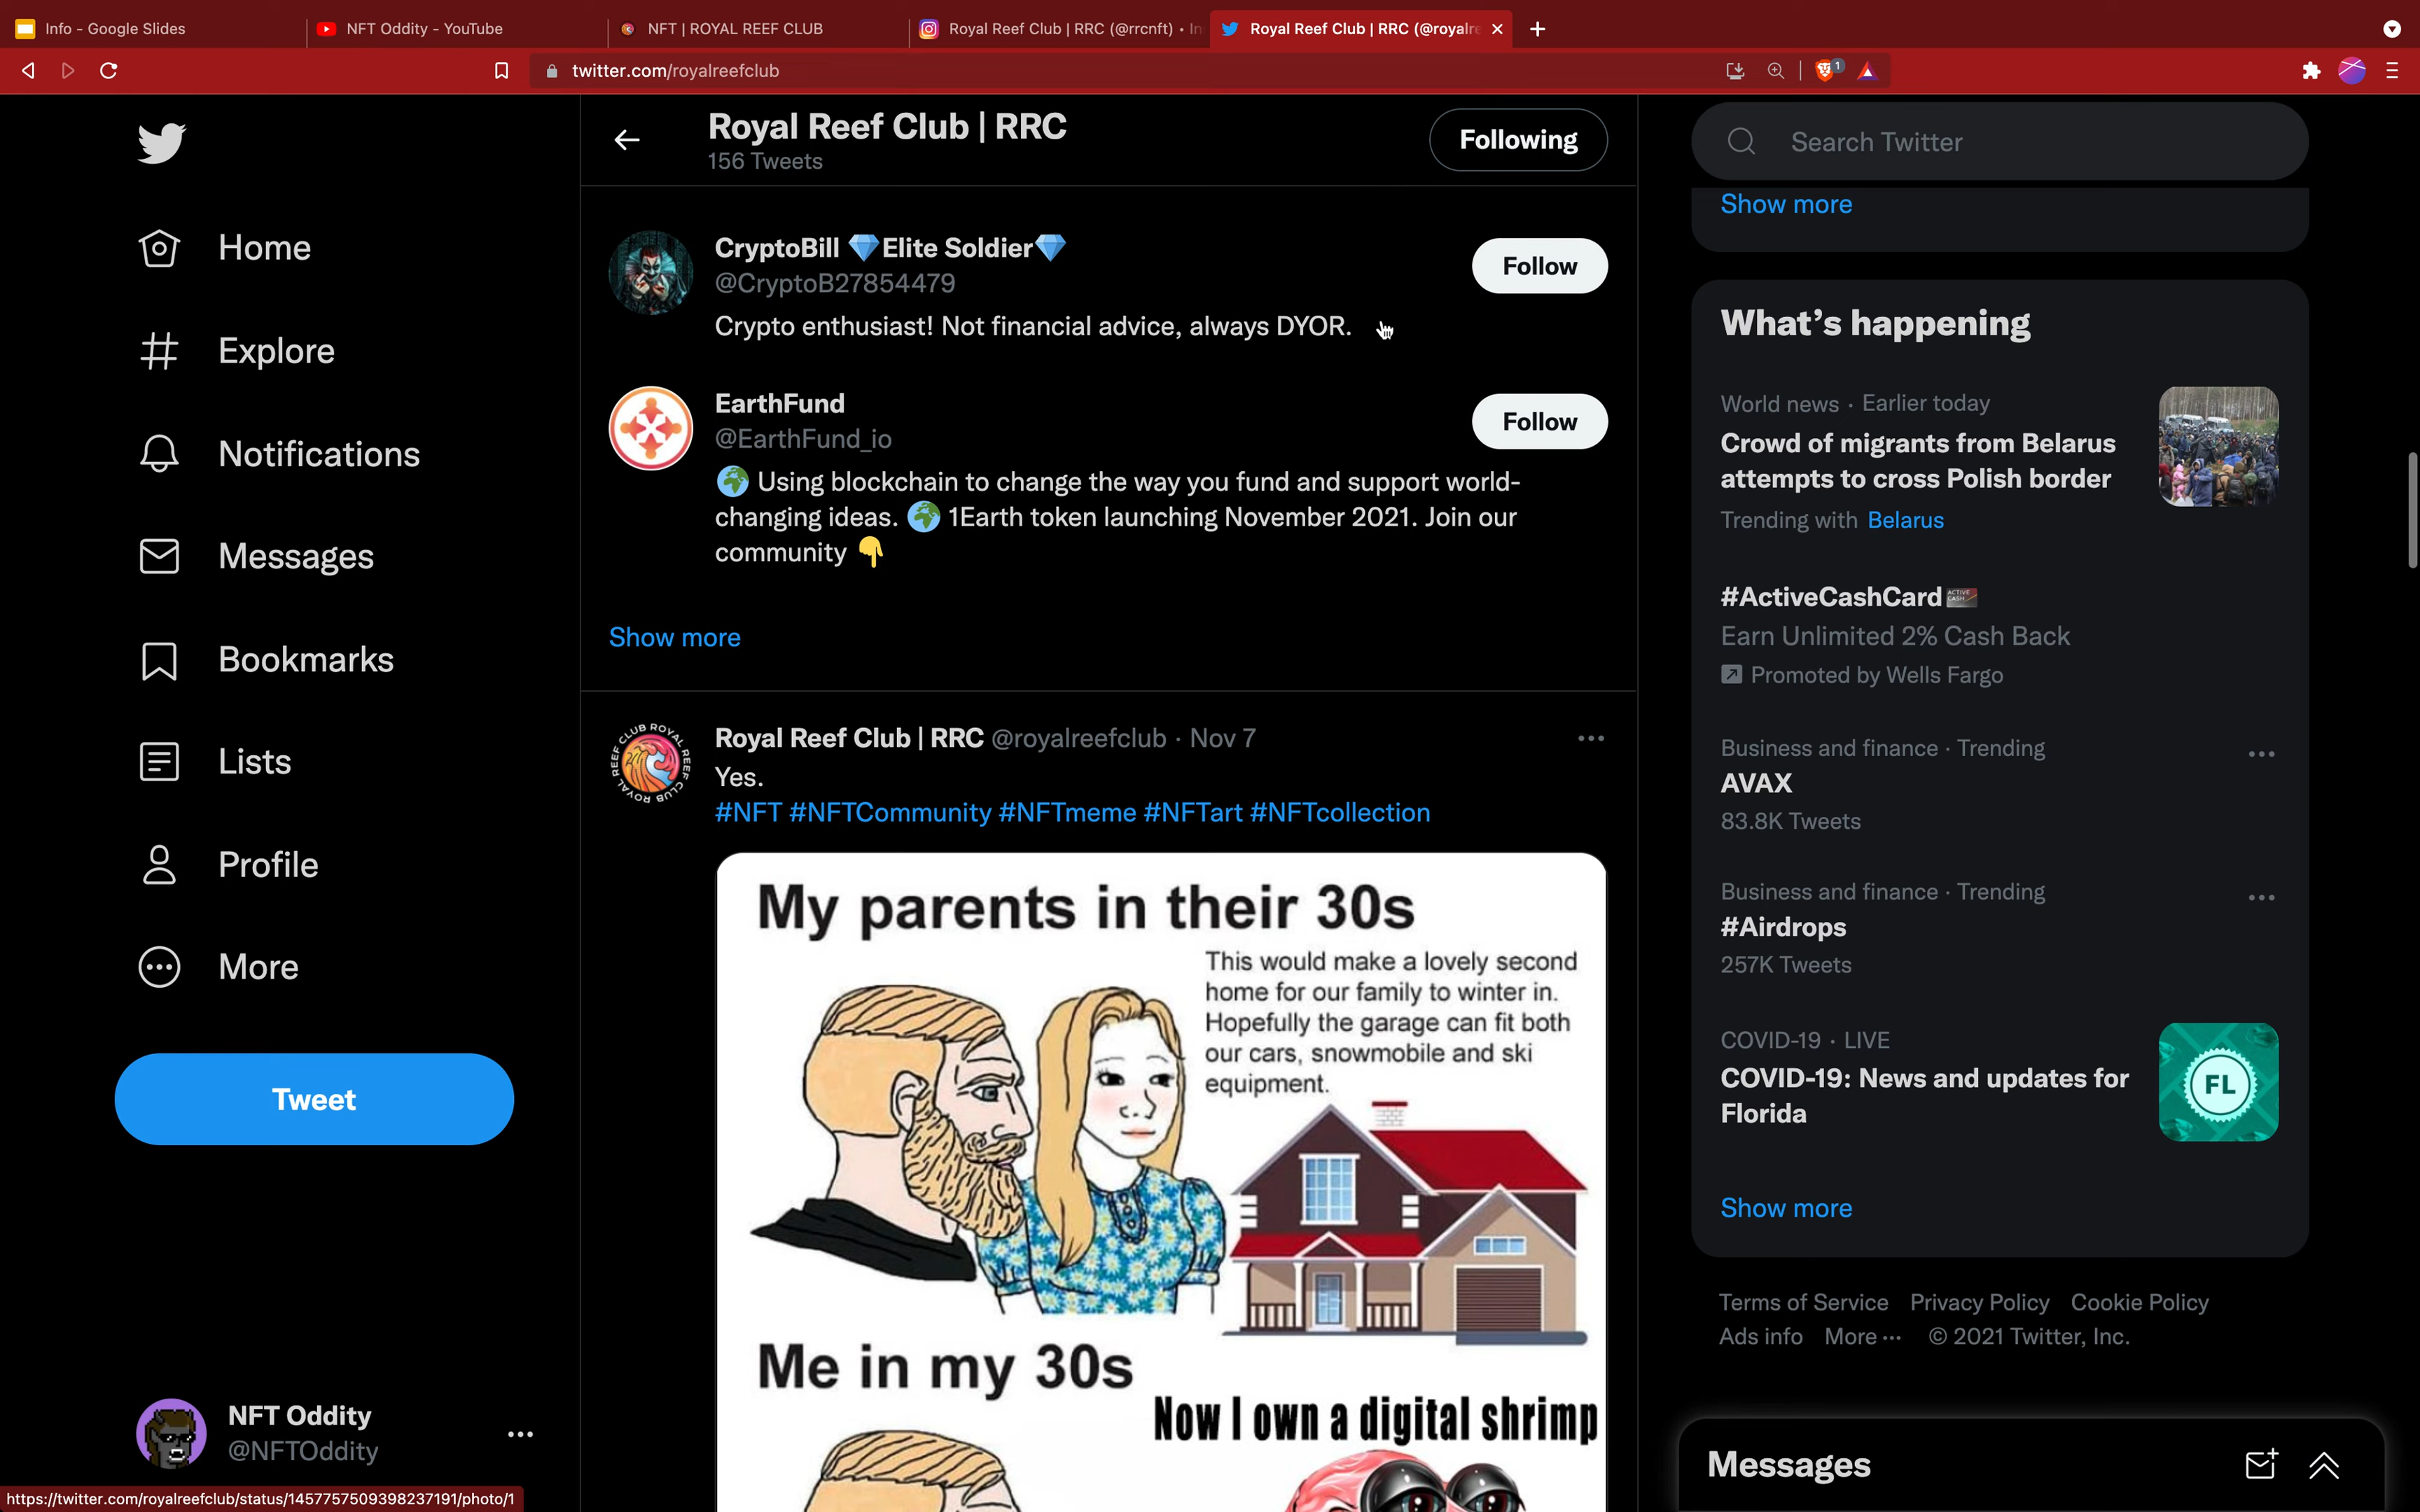 Info - Google Slides
NFT Oddity - YouTube
NFT | ROYAL REEF CLUB
Royal Reef Club | RRC (@rrcnft) • In
Royal Reef Club | RRC (@royalre
twitter.com/royalreefclub
1
Home
Explore
Notifications
Messages
Bookmarks
Lists
Profile
More
Tweet
NFT Oddity
@NFTOddity
https://twitter.com/royalreefclub/status/1457757509398237191/photo/1
Royal Reef Club | RRC
156 Tweets
Following
CryptoBill 💎Elite Soldier💎
@CryptoB27854479
Follow
Crypto enthusiast! Not financial advice, always DYOR.
EarthFund
@EarthFund_io
Follow
🌍 Using blockchain to change the way you fund and support world-
changing ideas. 🌍 1Earth token launching November 2021. Join our
community 👇
Show more
Royal Reef Club | RRC @royalreefclub · Nov 7
Yes.
#NFT #NFTCommunity #NFTmeme #NFTart #NFTcollection
REEF CLUB ROYAL REEF CLUB ROYAL
My parents in their 30s
This would make a lovely second
home for our family to winter in.
Hopefully the garage can fit both
our cars, snowmobile and ski
equipment.
Me in my 30s
Now I own a digital shrimp
Search Twitter
Show more
What's happening
World news · Earlier today
Crowd of migrants from Belarus
attempts to cross Polish border
Trending with Belarus
#ActiveCashCard
ACTIVE CASH
Earn Unlimited 2% Cash Back
Promoted by Wells Fargo
Business and finance · Trending
AVAX
83.8K Tweets
Business and finance · Trending
#Airdrops
257K Tweets
COVID-19 · LIVE
COVID-19: News and updates for
Florida
FL
Show more
Terms of Service Privacy Policy Cookie Policy
Ads info More ··· © 2021 Twitter, Inc.
Messages